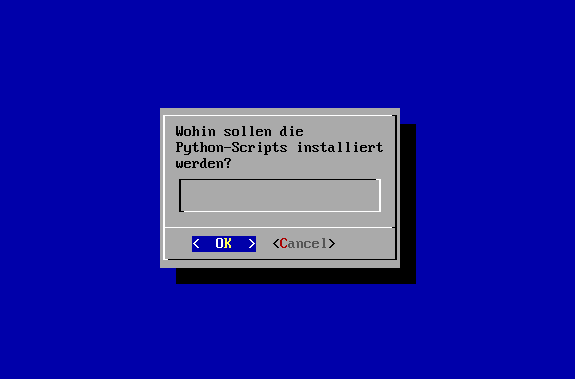 Wohin sollen die
Python-Scripts installiert
werden?
<  OK  > <Cancel>